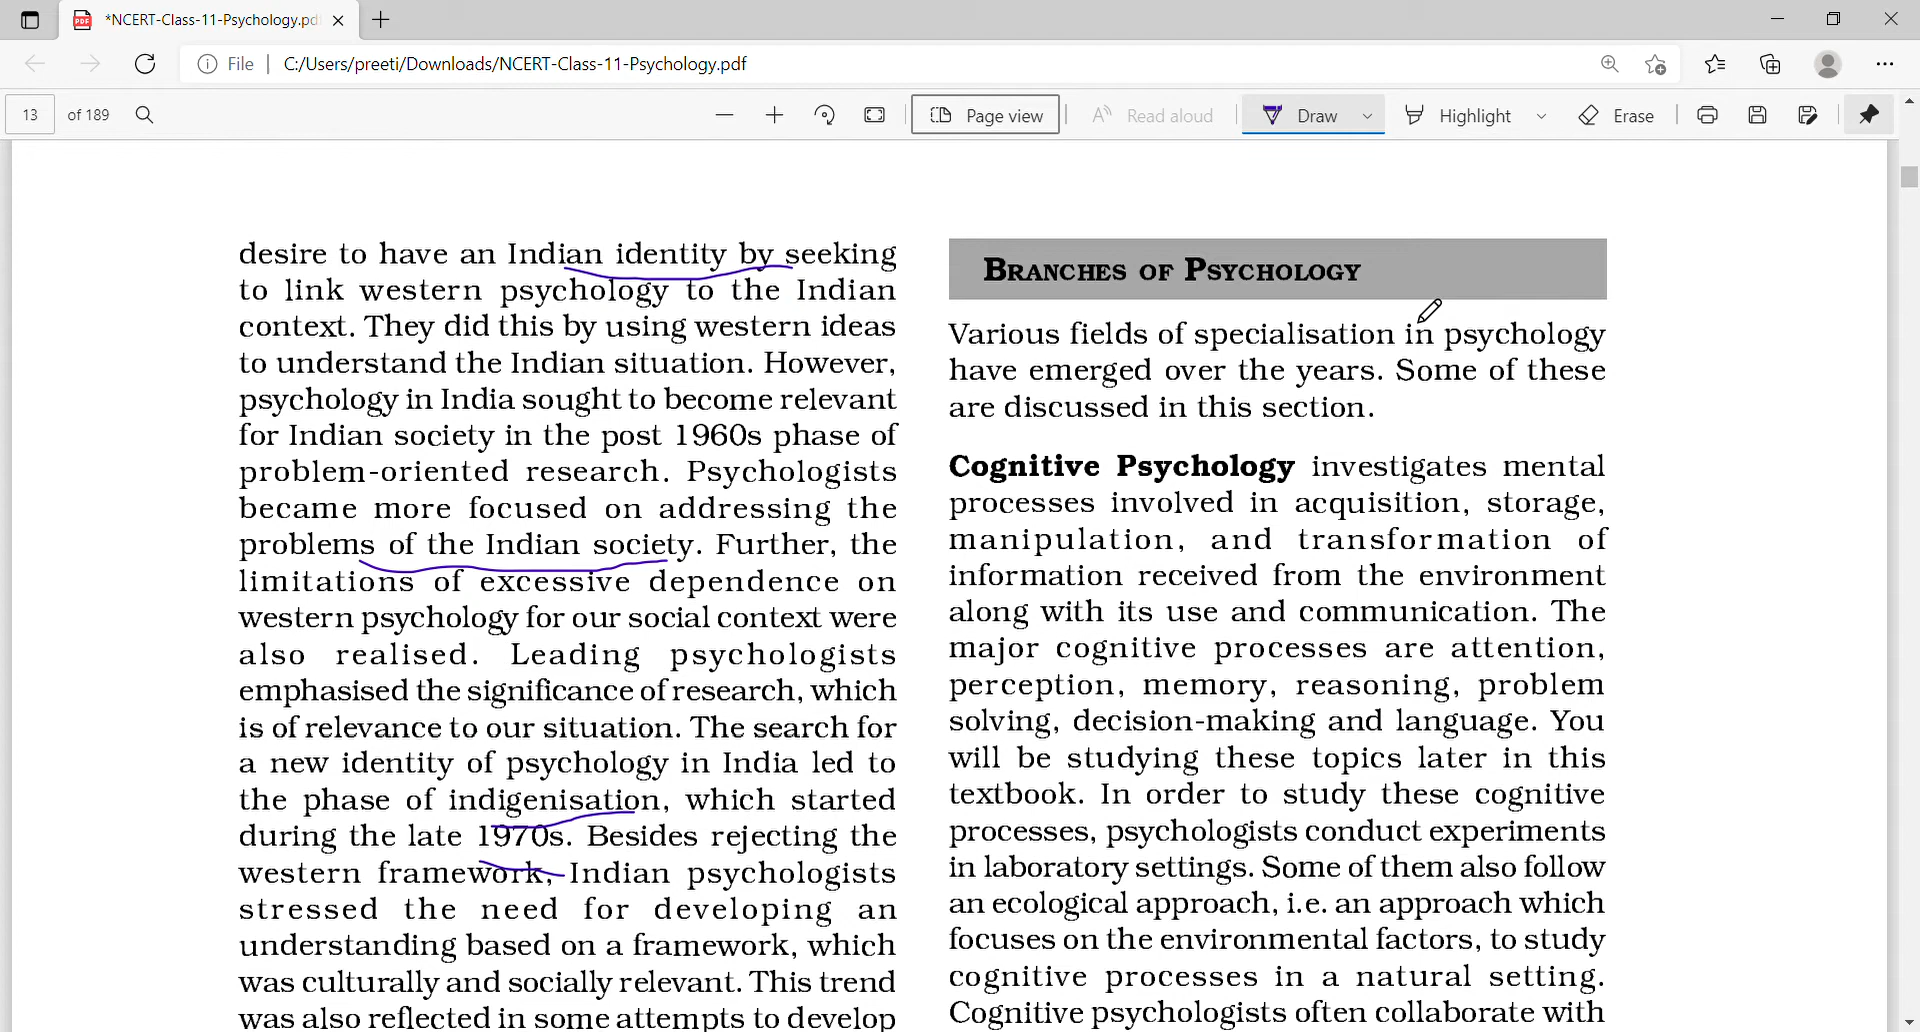 *NCERT-Class-11-Psychology.pd
File
C:/Users/preeti/Downloads/NCERT-Class-11-Psychology.pdf
13 of 189
Page view
Read aloud
Draw
Highlight
Erase
desire to have an Indian identity by seeking
to link western psychology to the Indian
context. They did this by using western ideas
to understand the Indian situation. However,
psychology in India sought to become relevant
for Indian society in the post 1960s phase of
problem-oriented research. Psychologists
became more focused on addressing the
problems of the Indian society. Further, the
limitations of excessive dependence on
western psychology for our social context were
also realised. Leading psychologists
emphasised the significance of research, which
is of relevance to our situation. The search for
a new identity of psychology in India led to
the phase of indigenisation, which started
during the late 1970s. Besides rejecting the
western framework, Indian psychologists
stressed the need for developing an
understanding based on a framework, which
was culturally and socially relevant. This trend
was also reflected in some attempts to develop
BRANCHES OF PSYCHOLOGY
Various fields of specialisation in psychology
have emerged over the years. Some of these
are discussed in this section.
Cognitive Psychology investigates mental
processes involved in acquisition, storage,
manipulation, and transformation of
information received from the environment
along with its use and communication. The
major cognitive processes are attention,
perception, memory, reasoning, problem
solving, decision-making and language. You
will be studying these topics later in this
textbook. In order to study these cognitive
processes, psychologists conduct experiments
in laboratory settings. Some of them also follow
an ecological approach, i.e. an approach which
focuses on the environmental factors, to study
cognitive processes in a natural setting.
Cognitive psychologists often collaborate with